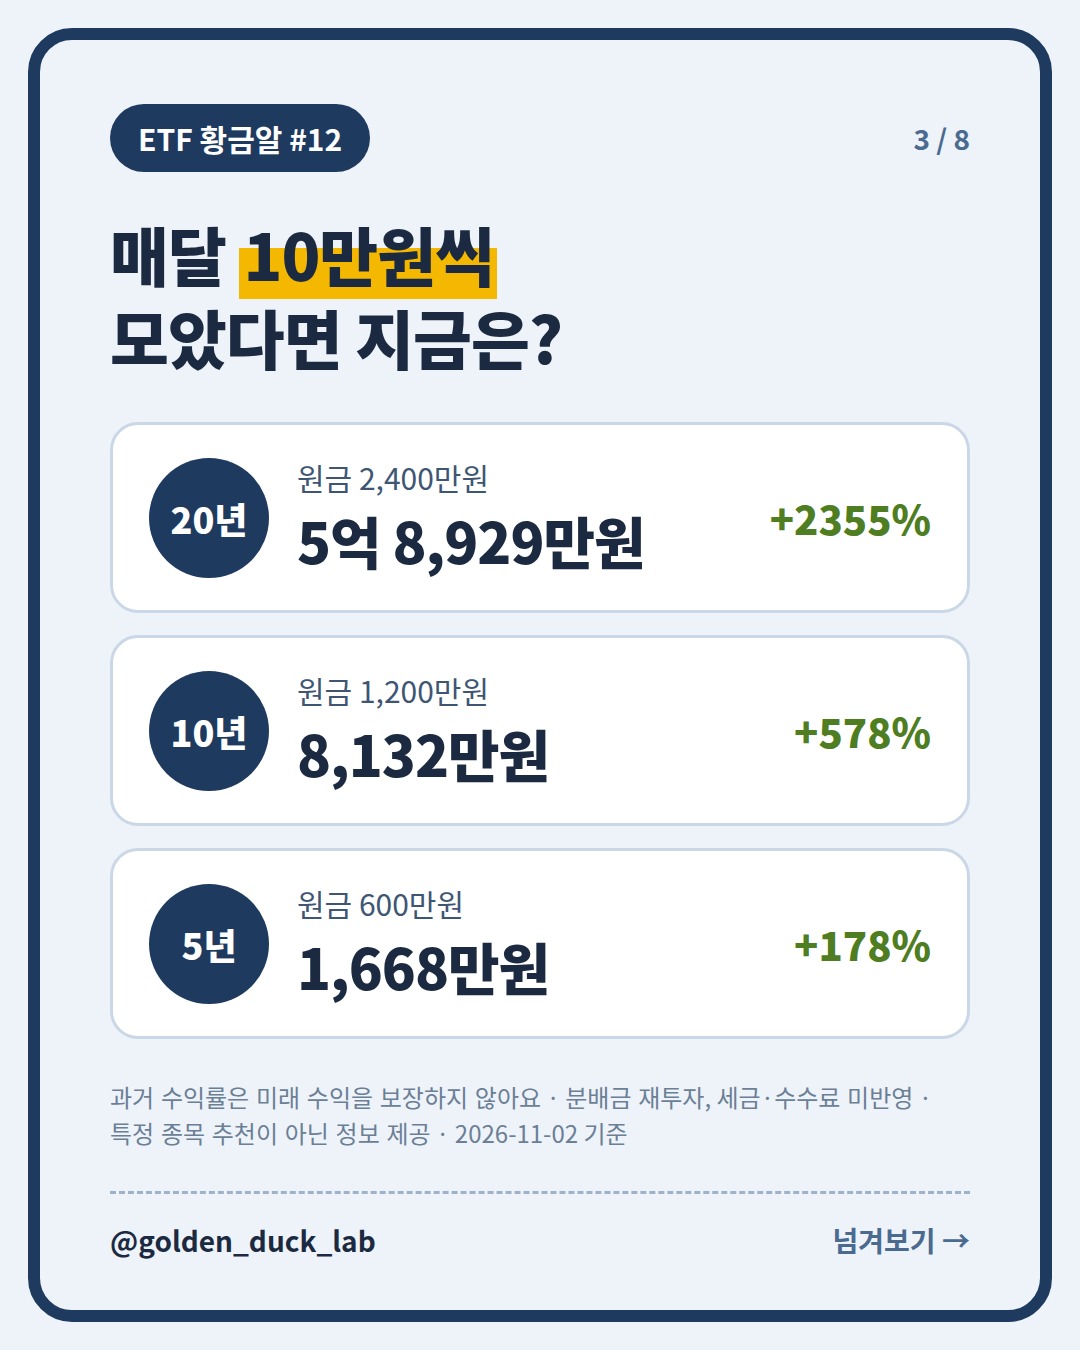 ETF 황금알 #12
3 / 8
매달 10만원씩
모았다면 지금은?
20년
원금 2,400만원
5억 8,929만원
+2355%
10년
원금 1,200만원
8,132만원
+578%
5년
원금 600만원
1,668만원
+178%
과거 수익률은 미래 수익을 보장하지 않아요 · 분배금 재투자, 세금·수수료 미반영 ·
특정 종목 추천이 아닌 정보 제공 · 2026-11-02 기준
@golden_duck_lab
넘겨보기 →